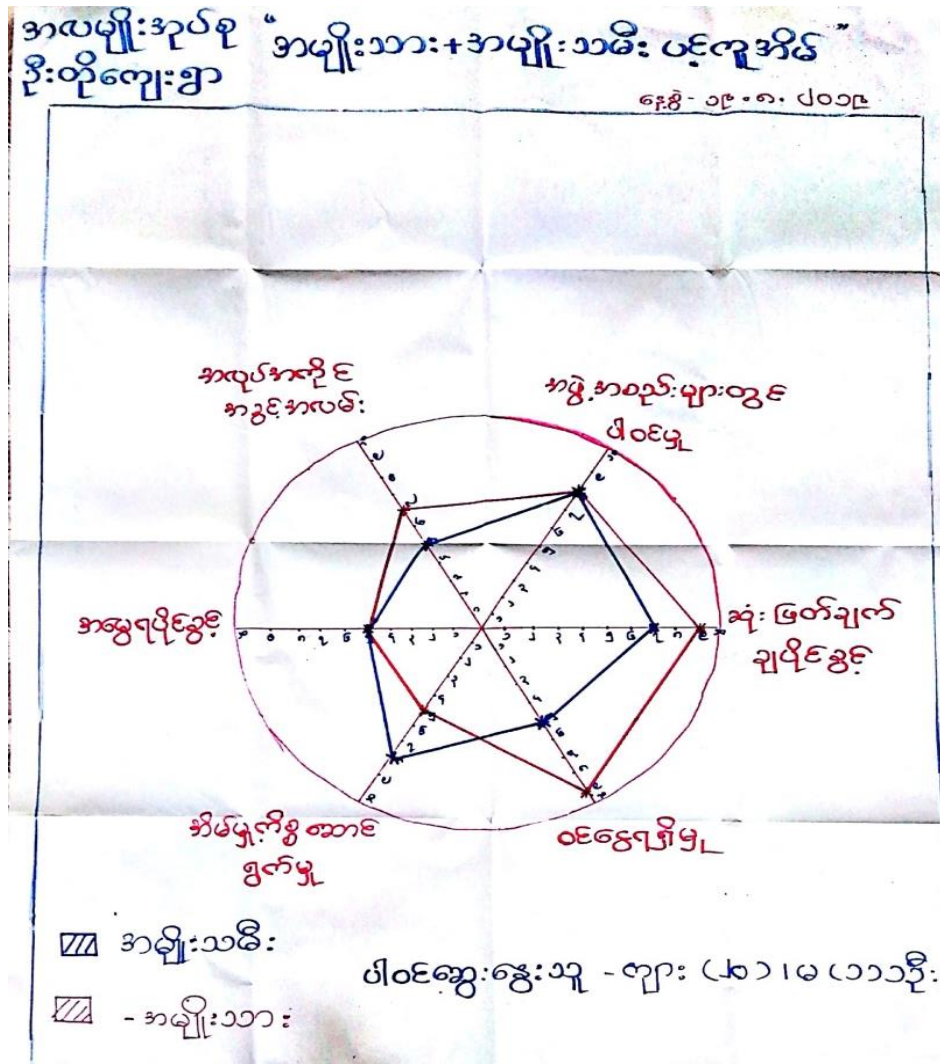 အလမျိုးအုပ်စု
ဦးတိုကျေးရွာ
"အမျိုးသား+အမျိုးသမီး ပင့်ကူအိမ်"
နေ့စွဲ - ၁၉.၈.၂၀၁၉
အလုပ်အကိုင်
အခွင့်အလမ်း
အဖွဲ့အစည်းများတွင်
ပါဝင်မှု
အမွေရပိုင်ခွင့်
ဆုံးဖြတ်ချက်
ချပိုင်ခွင့်
အိမ်မှုကိစ္စဆောင်
ရွက်မှု
ဝင်ငွေရရှိမှု
အမျိုးသမီး
ပါဝင်ဆွေးနွေးသူ - ကျား (၂၀) ၊ မ (၁၁) ဦး
- အမျိုးသား